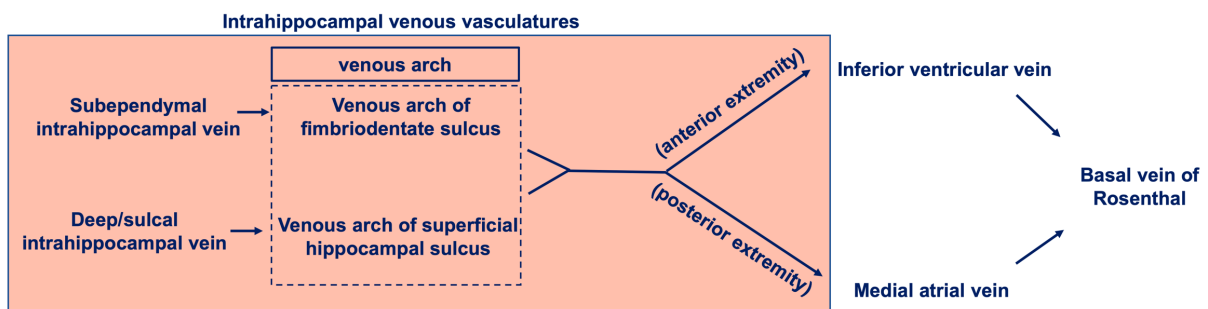 Intrahippocampal venous vasculatures
venous arch
Subependymal
intrahippocampal vein
Venous arch of
fimbriodentate sulcus
Deep/sulcal
intrahippocampal vein
Venous arch of superficial
hippocampal sulcus
(anterior extremity)
(posterior extremity)
Inferior ventricular vein
Medial atrial vein
Basal vein of
Rosenthal